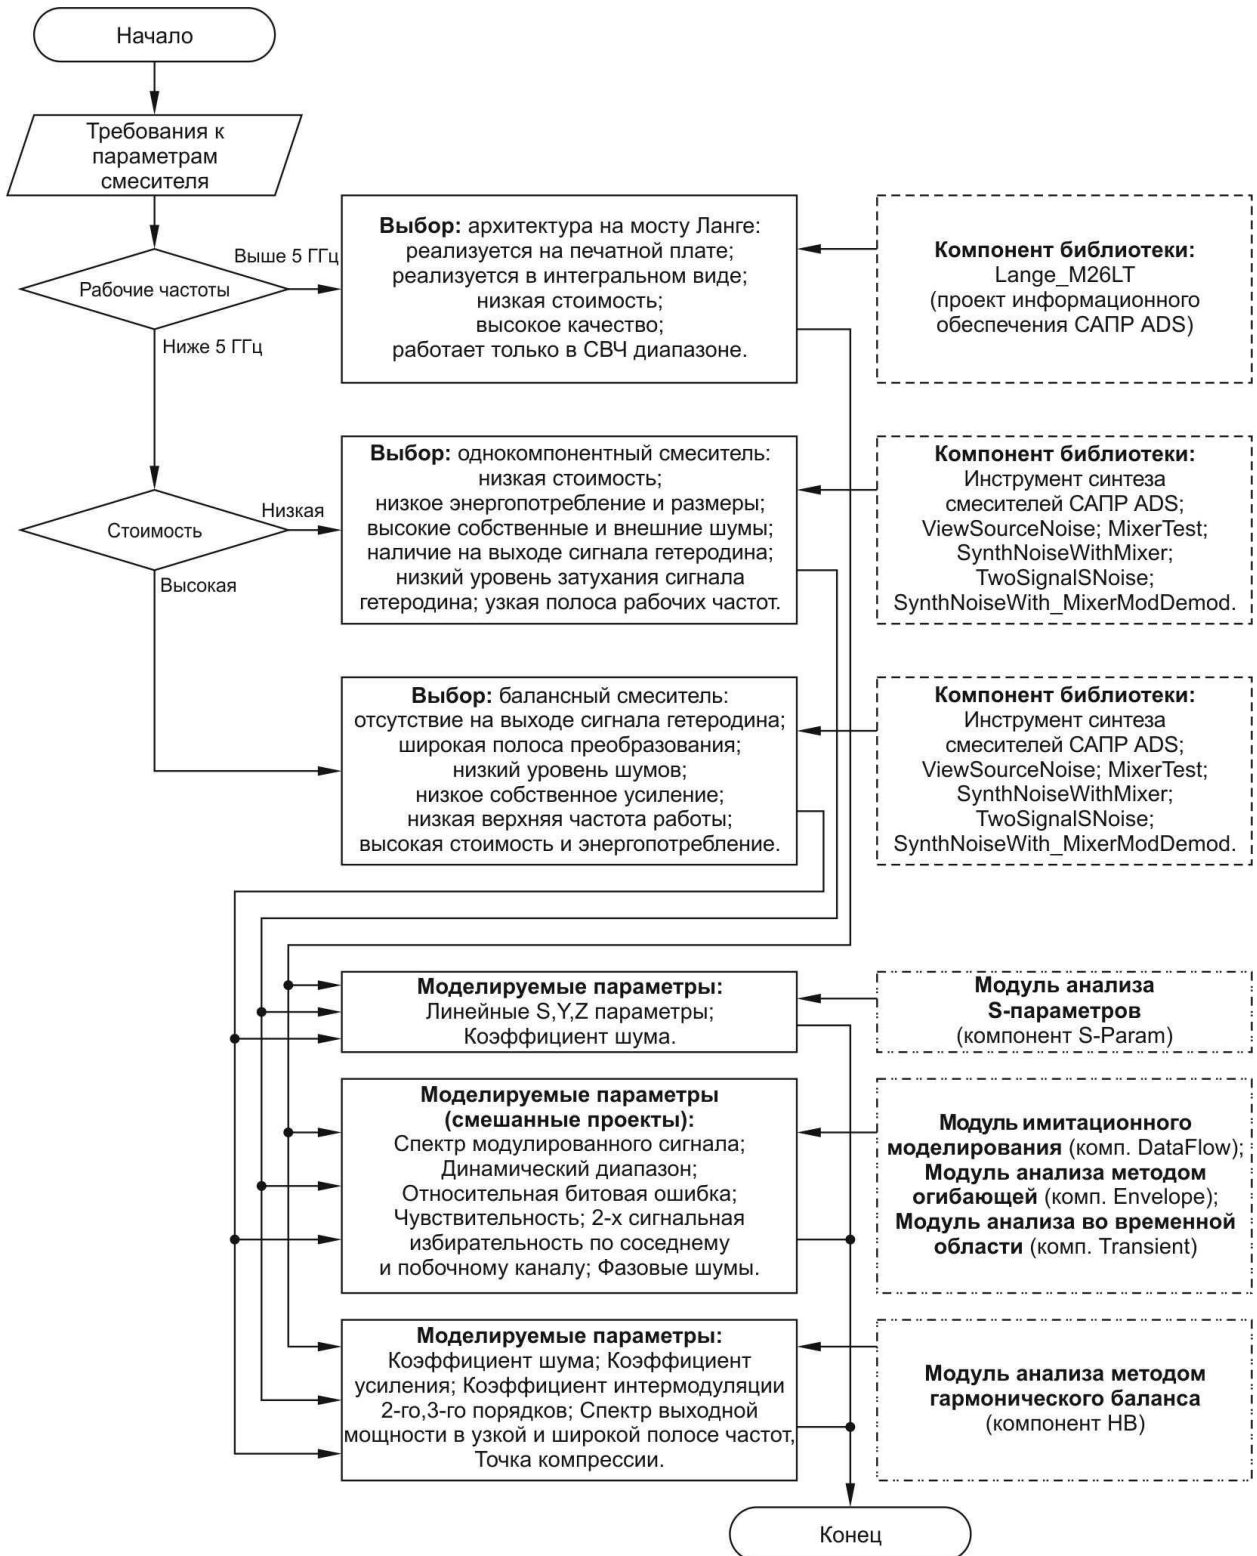 Начало
Требования к
параметрам
смесителя
Рабочие частоты
Выше 5 ГГц
Ниже 5 ГГц
Выбор: архитектура на мосту Ланге:
реализуется на печатной плате;
реализуется в интегральном виде;
низкая стоимость;
высокое качество;
работает только в СВЧ диапазоне.
Компонент библиотеки:
Lange_M26LT
(проект информационного
обеспечения САПР ADS)
Стоимость
Низкая
Высокая
Выбор: однокомпонентный смеситель:
низкая стоимость;
низкое энергопотребление и размеры;
высокие собственные и внешние шумы;
наличие на выходе сигнала гетеродина;
низкий уровень затухания сигнала
гетеродина; узкая полоса рабочих частот.
Компонент библиотеки:
Инструмент синтеза
смесителей САПР ADS;
ViewSourceNoise; MixerTest;
SynthNoiseWithMixer;
TwoSignalSNoise;
SynthNoiseWith_MixerModDemod.
Выбор: балансный смеситель:
отсутствие на выходе сигнала гетеродина;
широкая полоса преобразования;
низкий уровень шумов;
низкое собственное усиление;
низкая верхняя частота работы;
высокая стоимость и энергопотребление.
Компонент библиотеки:
Инструмент синтеза
смесителей САПР ADS;
ViewSourceNoise; MixerTest;
SynthNoiseWithMixer;
TwoSignalSNoise;
SynthNoiseWith_MixerModDemod.
Моделируемые параметры:
Линейные S,Y,Z параметры;
Коэффициент шума.
Модуль анализа
S-параметров
(компонент S-Param)
Моделируемые параметры
(смешанные проекты):
Спектр модулированного сигнала;
Динамический диапазон;
Относительная битовая ошибка;
Чувствительность; 2-х сигнальная
избирательность по соседнему
и побочному каналу; Фазовые шумы.
Модуль имитационного
моделирования (комп. DataFlow);
Модуль анализа методом
огибающей (комп. Envelope);
Модуль анализа во временной
области (комп. Transient)
Моделируемые параметры:
Коэффициент шума; Коэффициент
усиления; Коэффициент интермодуляции
2-го,3-го порядков; Спектр выходной
мощности в узкой и широкой полосе частот,
Точка компрессии.
Модуль анализа методом
гармонического баланса
(компонент HB)
Конец